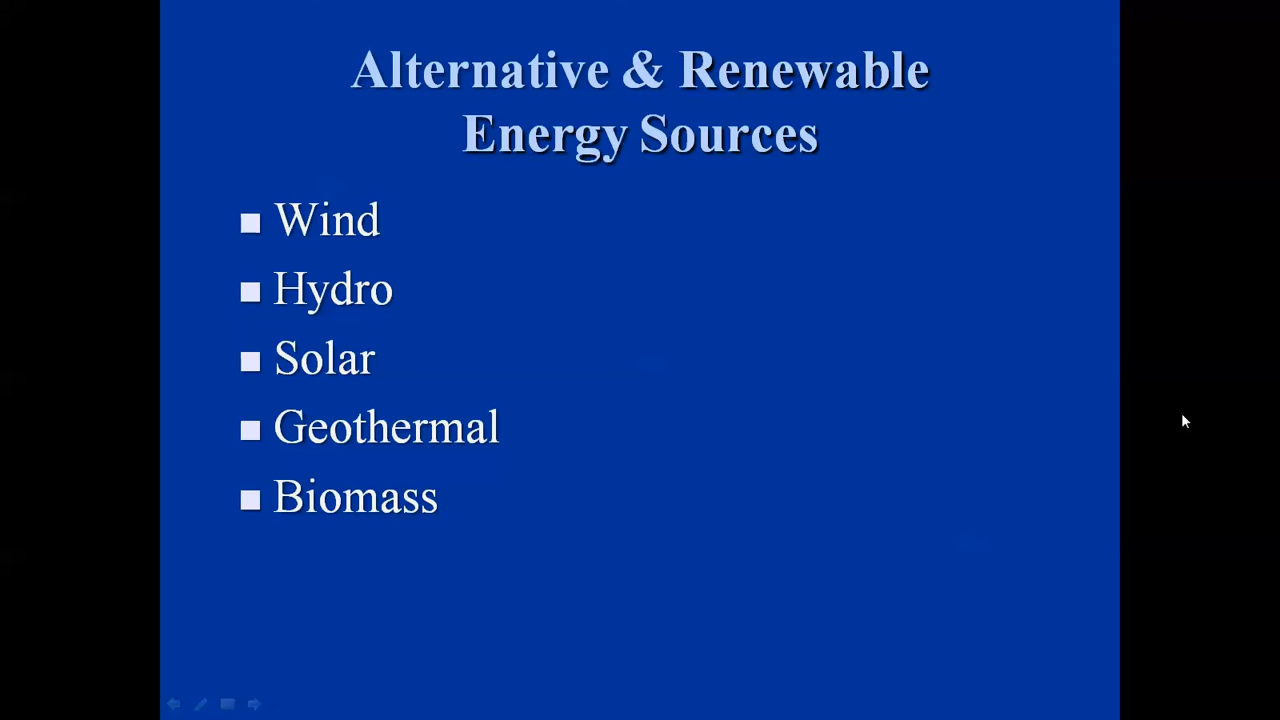 Alternative & Renewable
Energy Sources
Wind
Hydro
Solar
Geothermal
Biomass